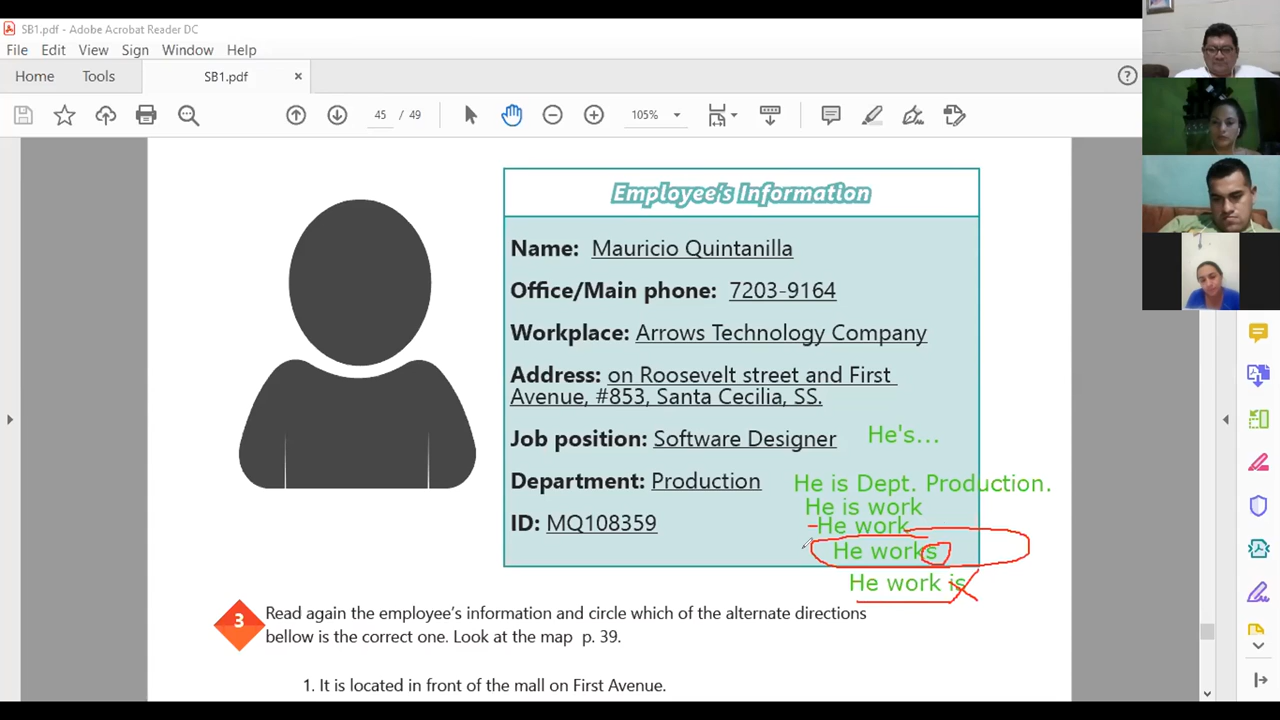 SB1.pdf - Adobe Acrobat Reader DC
File Edit View Sign Window Help
Home Tools SB1.pdf ×
45 / 49 105%
Employee's Information
Name: Mauricio Quintanilla
Office/Main phone: 7203-9164
Workplace: Arrows Technology Company
Address: on Roosevelt street and First
Avenue, #853, Santa Cecilia, SS.
Job position: Software Designer He's...
Department: Production He is Dept. Production.
He is work
ID: MQ108359 -He work
He works
He work is
3 Read again the employee's information and circle which of the alternate directions
bellow is the correct one. Look at the map p. 39.
1. It is located in front of the mall on First Avenue.